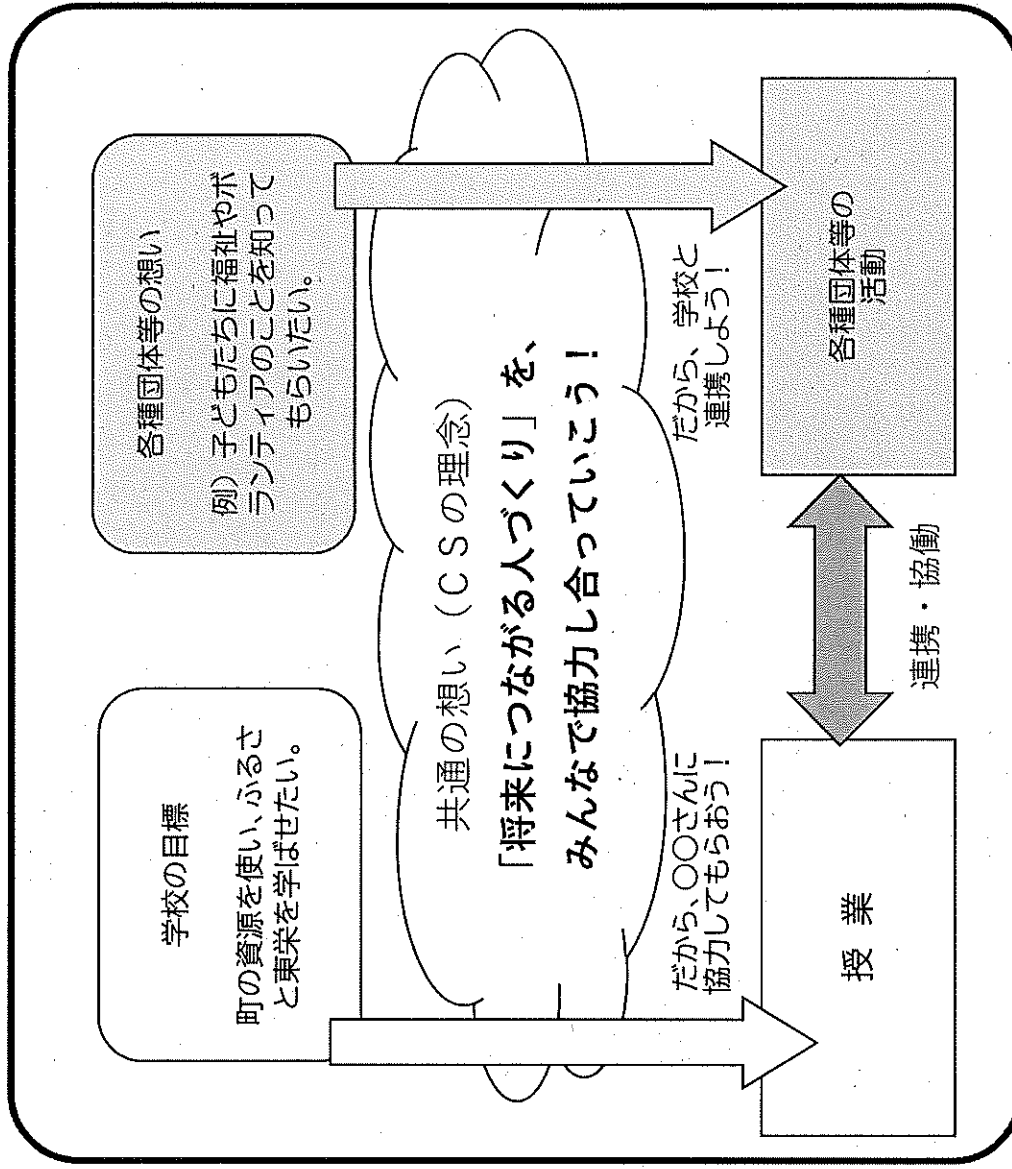 学校の目標
町の資源を使い、ふるさ
と東栄を学ばせたい。
各種団体等の想い
例）子どもたちに福祉やボ
ランティアのことを知って
もらいたい。
共通の想い（ＣＳの理念）
「将来につながる人づくり」を、
みんなで協力し合っていこう！
だから、〇〇さんに
協力してもらおう！
だから、学校と
連携しよう！
授 業
連携・協働
各種団体等の
活動